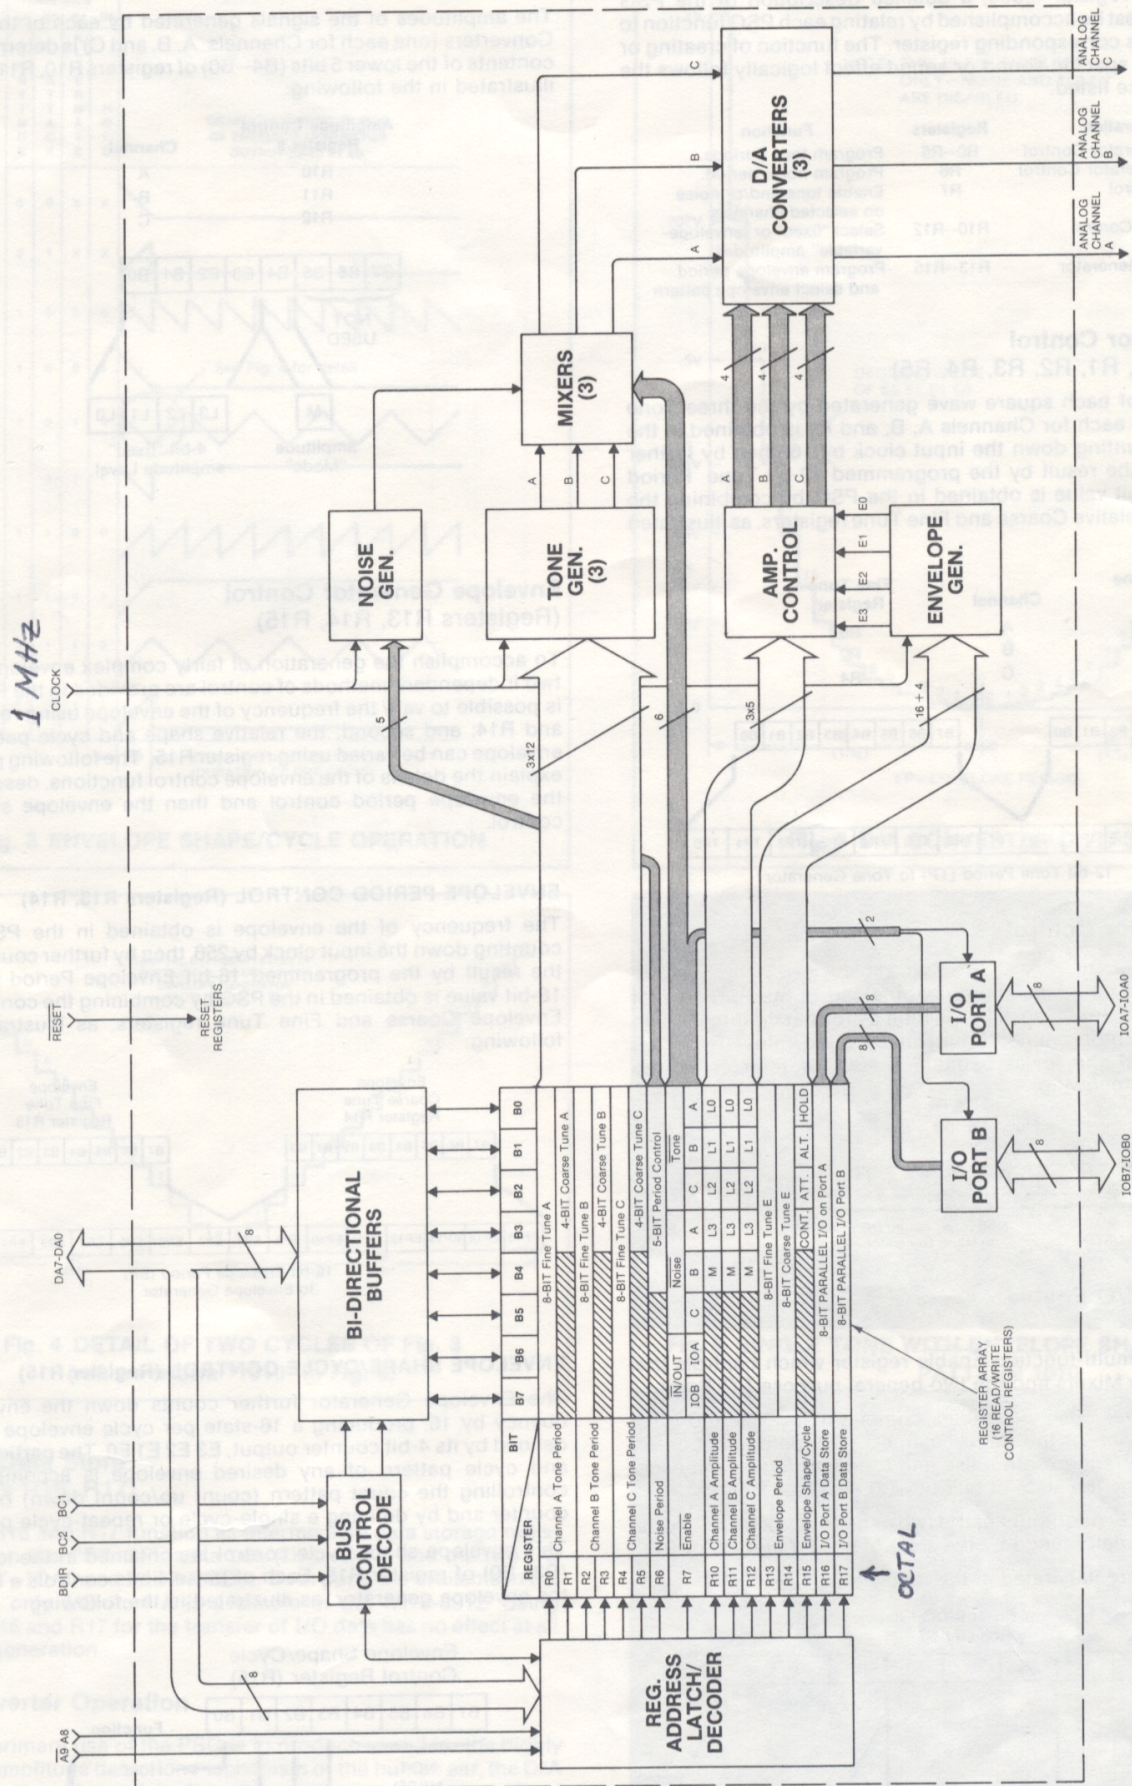 1 MHz
CLOCK
RESET
RESET REGISTERS
DA7-DA0
8
BDIR
BC2
BC1
A9 A8
8
BUS CONTROL DECODE
BI-DIRECTIONAL BUFFERS
REG. ADDRESS LATCH/ DECODER
REGISTER BIT B7 B6 B5 B4 B3 B2 B1 B0
R0 Channel A Tone Period 8-BIT Fine Tune A
R1 4-BIT Coarse Tune A
R2 Channel B Tone Period 8-BIT Fine Tune B
R3 4-BIT Coarse Tune B
R4 Channel C Tone Period 8-BIT Fine Tune C
R5 4-BIT Coarse Tune C
R6 Noise Period 5-BIT Period Control
R7 Enable IN/OUT Noise Tone
IOB IOA C B A C B A
R10 Channel A Amplitude M L3 L2 L1 L0
R11 Channel B Amplitude M L3 L2 L1 L0
R12 Channel C Amplitude M L3 L2 L1 L0
R13 Envelope Period 8-BIT Fine Tune E
R14 8-BIT Coarse Tune E
R15 Envelope Shape/Cycle CONT. ATT. ALT. HOLD
R16 I/O Port A Data Store 8-BIT PARALLEL I/O on Port A
R17 I/O Port B Data Store 8-BIT PARALLEL I/O Port B
OCTAL
REGISTER ARRAY
(16 READ/WRITE
CONTROL REGISTERS)
NOISE GEN.
5
TONE GEN. (3)
3x12
6
A
B
C
MIXERS (3)
AMP. CONTROL
3x5
E3 E2 E1 E0
ENVELOPE GEN.
16 + 4
A
B
C
4
4
4
D/A CONVERTERS (3)
A
B
C
ANALOG CHANNEL C
ANALOG CHANNEL B
ANALOG CHANNEL A
2
8
8
I/O PORT A
8
IOA7-IOA0
I/O PORT B
8
IOB7-IOB0